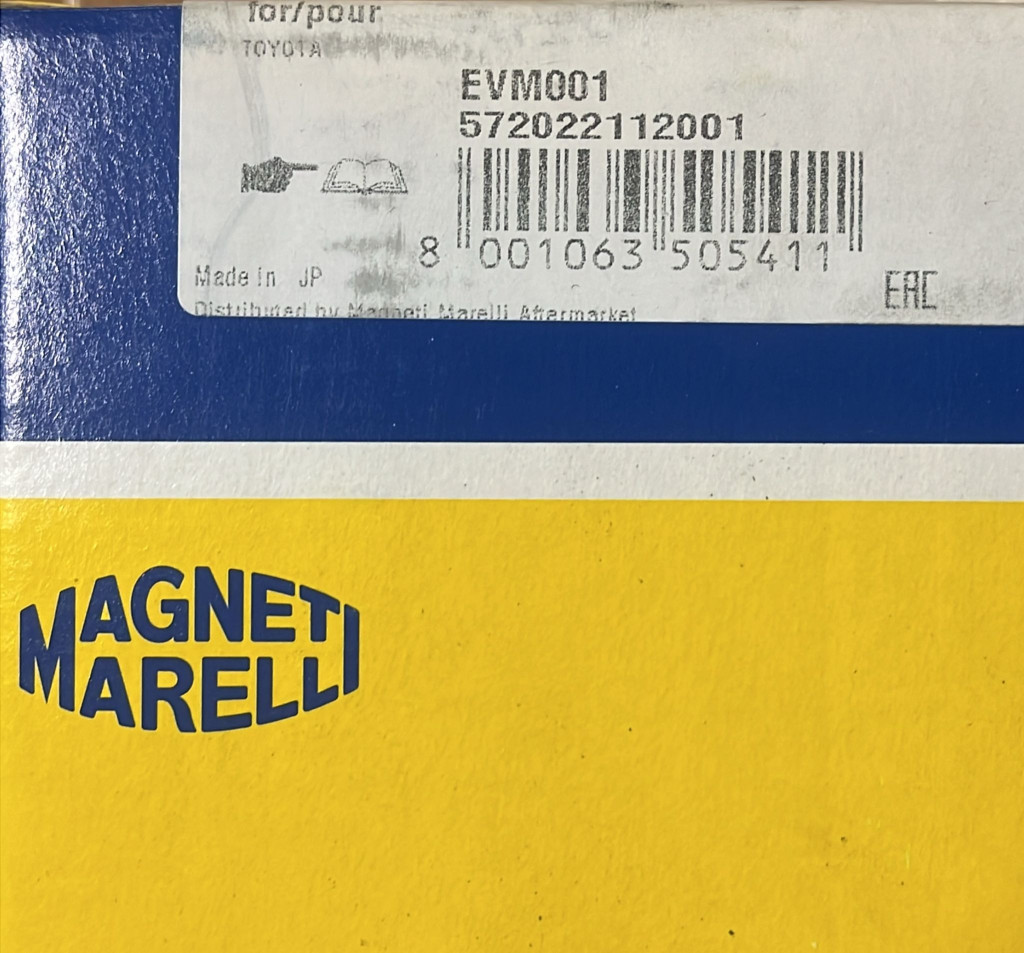 for/pour
TOYOTA
EVM001
572022112001
8 001063 505411
Made in JP
EAC
Distributed by Magneti Marelli Aftermarket
MAGNETI
MARELLI